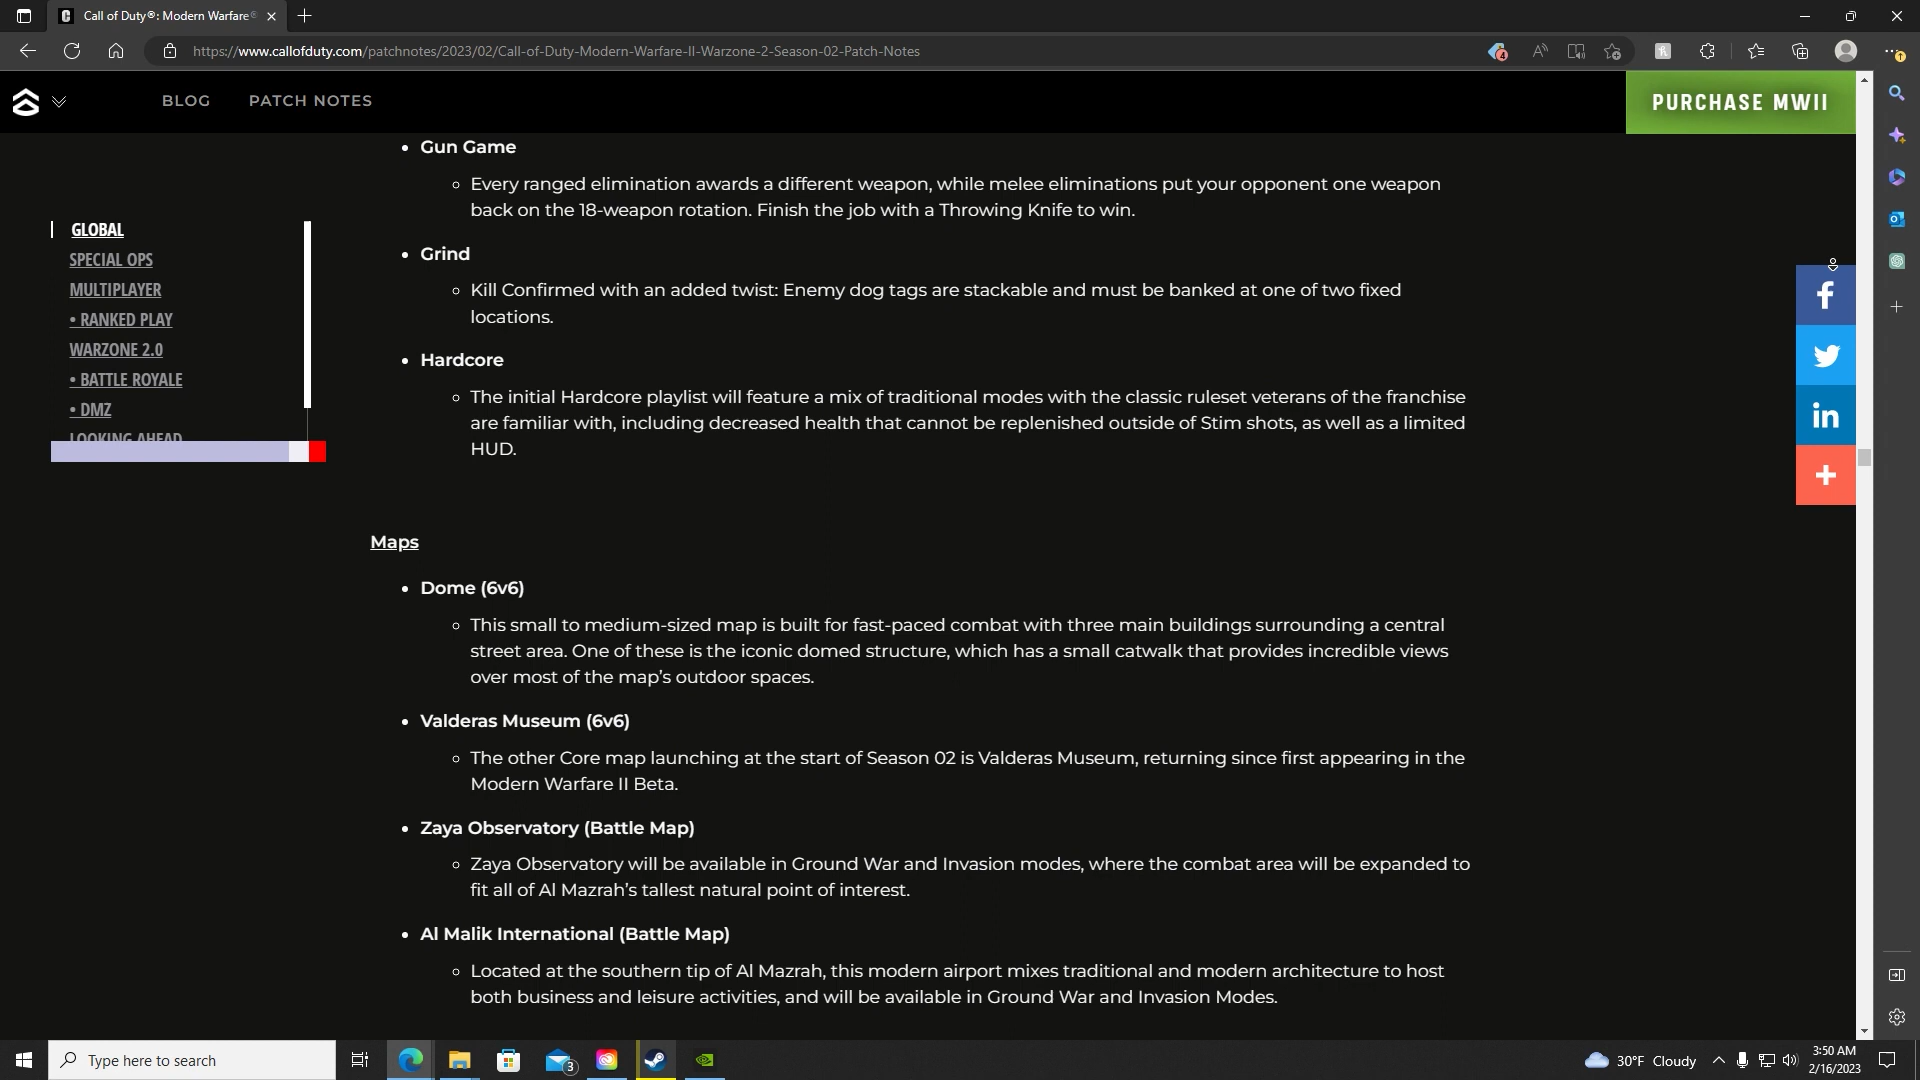 Call of Duty®: Modern Warfare®
https://www.callofduty.com/patchnotes/2023/02/Call-of-Duty-Modern-Warfare-II-Warzone-2-Season-02-Patch-Notes
4
BLOG
PATCH NOTES
PURCHASE MWII
GLOBAL
SPECIAL OPS
MULTIPLAYER
• RANKED PLAY
WARZONE 2.0
• BATTLE ROYALE
• DMZ
LOOKING AHEAD
• Gun Game
Every ranged elimination awards a different weapon, while melee eliminations put your opponent one weapon
back on the 18-weapon rotation. Finish the job with a Throwing Knife to win.
• Grind
Kill Confirmed with an added twist: Enemy dog tags are stackable and must be banked at one of two fixed
locations.
• Hardcore
The initial Hardcore playlist will feature a mix of traditional modes with the classic ruleset veterans of the franchise
are familiar with, including decreased health that cannot be replenished outside of Stim shots, as well as a limited
HUD.
Maps
• Dome (6v6)
This small to medium-sized map is built for fast-paced combat with three main buildings surrounding a central
street area. One of these is the iconic domed structure, which has a small catwalk that provides incredible views
over most of the map’s outdoor spaces.
• Valderas Museum (6v6)
The other Core map launching at the start of Season 02 is Valderas Museum, returning since first appearing in the
Modern Warfare II Beta.
• Zaya Observatory (Battle Map)
Zaya Observatory will be available in Ground War and Invasion modes, where the combat area will be expanded to
fit all of Al Mazrah’s tallest natural point of interest.
• Al Malik International (Battle Map)
Located at the southern tip of Al Mazrah, this modern airport mixes traditional and modern architecture to host
both business and leisure activities, and will be available in Ground War and Invasion Modes.
Type here to search
3
30°F Cloudy
3:50 AM
2/16/2023